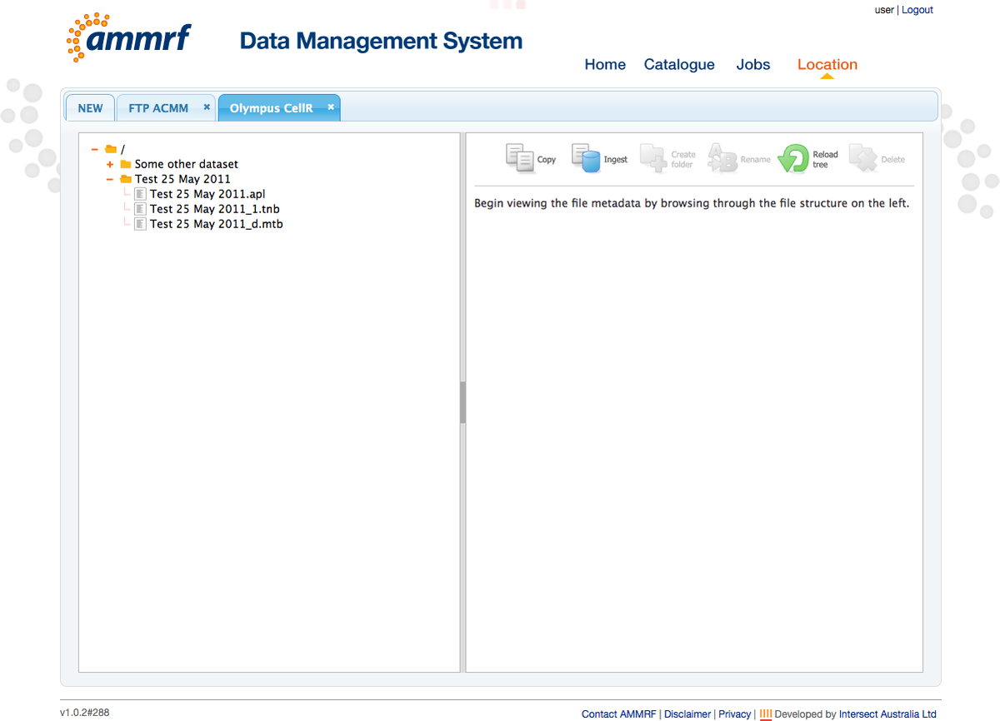 user | Logout
ammrf
Data Management System
Home Catalogue Jobs Location
NEW FTP ACMM × Olympus CellR ×
/
Some other dataset
Test 25 May 2011
Test 25 May 2011.apl
Test 25 May 2011_1.tnb
Test 25 May 2011_d.mtb
Copy Ingest Create folder Rename Reload tree Delete
Begin viewing the file metadata by browsing through the file structure on the left.
v1.0.2#288
Contact AMMRF | Disclaimer | Privacy | Developed by Intersect Australia Ltd